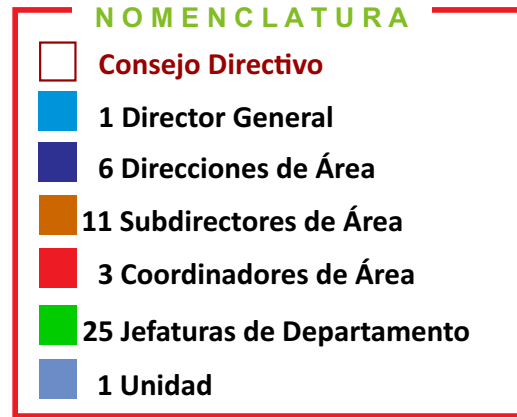 NOMENCLATURA
Consejo Directivo
1 Director General
6 Direcciones de Área
11 Subdirectores de Área
3 Coordinadores de Área
25 Jefaturas de Departamento
1 Unidad